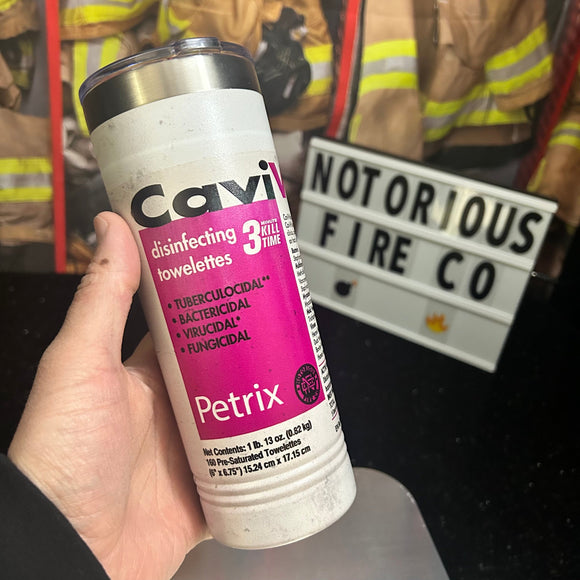 CaviW
disinfecting
towelettes
3 MINUTE
KILL
TIME
• TUBERCULOCIDAL**
• BACTERICIDAL
• VIRUCIDAL*
• FUNGICIDAL
Petrix
Net Contents: 1 lb. 13 oz. (0.82 kg)
160 Pre-Saturated Towelettes
(6" x 6.75") 15.24 cm x 17.15 cm
NOTORIOUS
FIRE CO